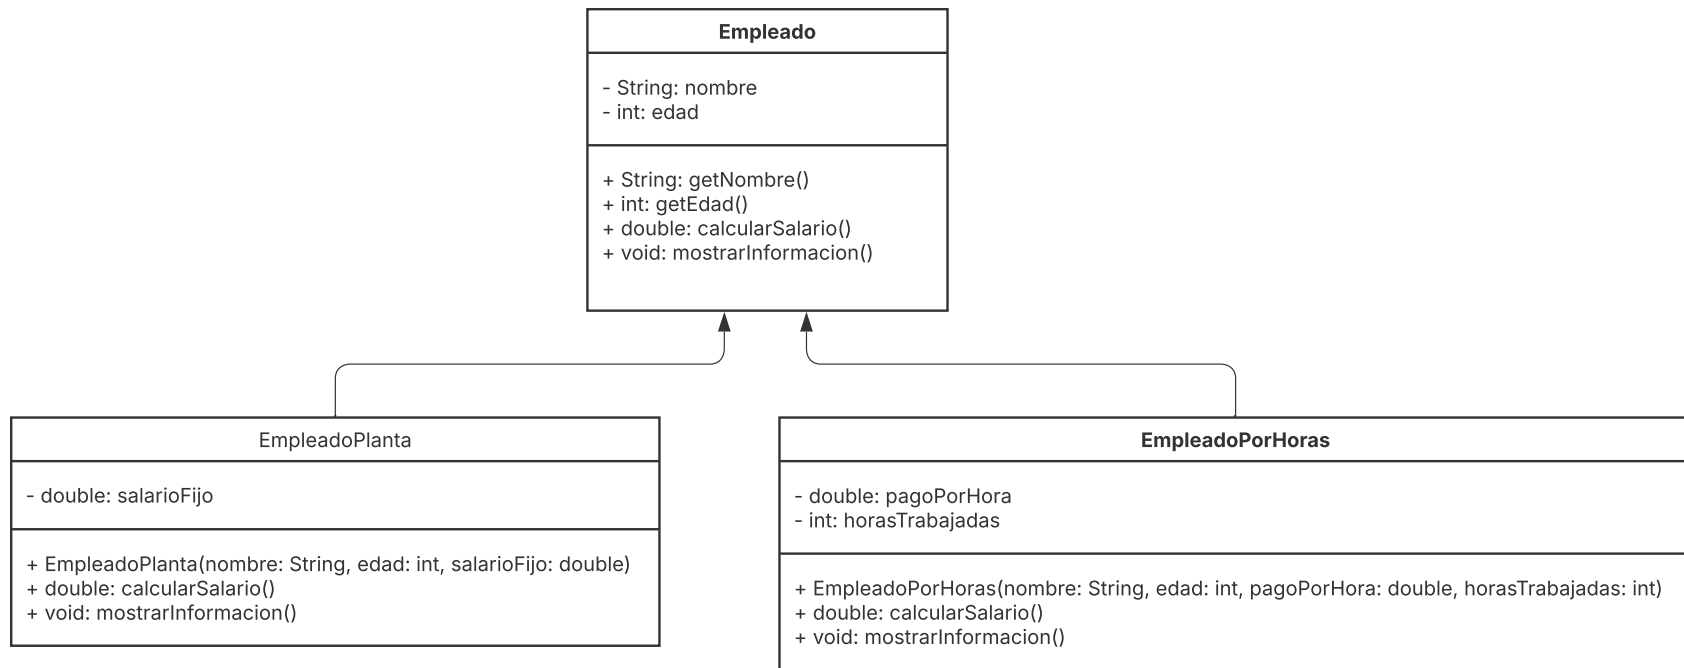 Empleado
- String: nombre
- int: edad
+ String: getNombre()
+ int: getEdad()
+ double: calcularSalario()
+ void: mostrarInformacion()
EmpleadoPlanta
- double: salarioFijo
+ EmpleadoPlanta(nombre: String, edad: int, salarioFijo: double)
+ double: calcularSalario()
+ void: mostrarInformacion()
EmpleadoPorHoras
- double: pagoPorHora
- int: horasTrabajadas
+ EmpleadoPorHoras(nombre: String, edad: int, pagoPorHora: double, horasTrabajadas: int)
+ double: calcularSalario()
+ void: mostrarInformacion()